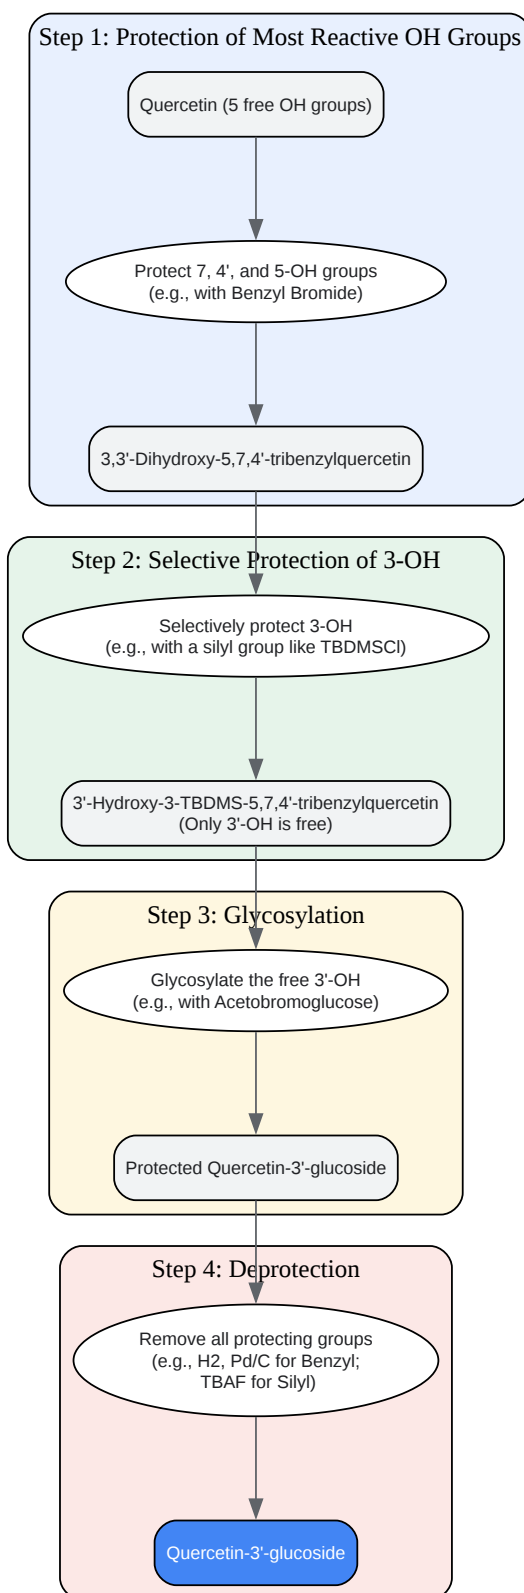 Step 1: Protection of Most Reactive OH Groups
Quercetin (5 free OH groups)
Protect 7, 4', and 5-OH groups
(e.g., with Benzyl Bromide)
3,3'-Dihydroxy-5,7,4'-tribenzylquercetin
Step 2: Selective Protection of 3-OH
Selectively protect 3-OH
(e.g., with a silyl group like TBDMSCl)
3'-Hydroxy-3-TBDMS-5,7,4'-tribenzylquercetin
(Only 3'-OH is free)
Step 3: Glycosylation
Glycosylate the free 3'-OH
(e.g., with Acetobromoglucose)
Protected Quercetin-3'-glucoside
Step 4: Deprotection
Remove all protecting groups
(e.g., H2, Pd/C for Benzyl;
TBAF for Silyl)
Quercetin-3'-glucoside